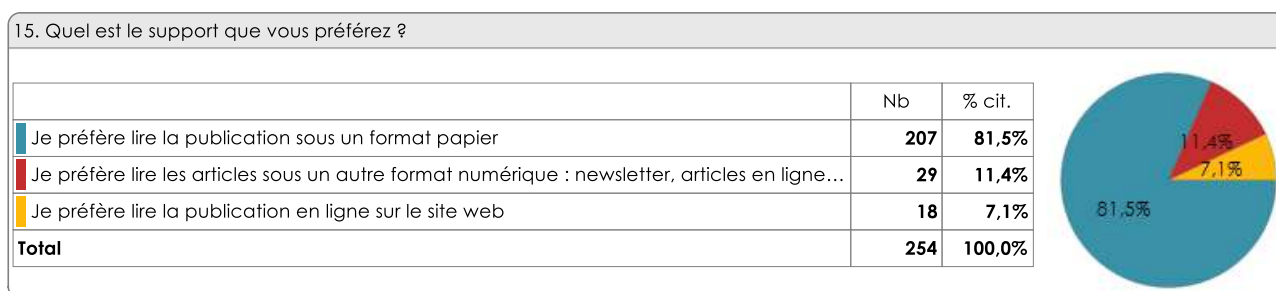 15. Quel est le support que vous préférez ?
Nb % cit.
Je préfère lire la publication sous un format papier 207 81,5%
Je préfère lire les articles sous un autre format numérique : newsletter, articles en ligne... 29 11,4%
Je préfère lire la publication en ligne sur le site web 18 7,1%
Total 254 100,0%
11,4%
7,1%
81,5%